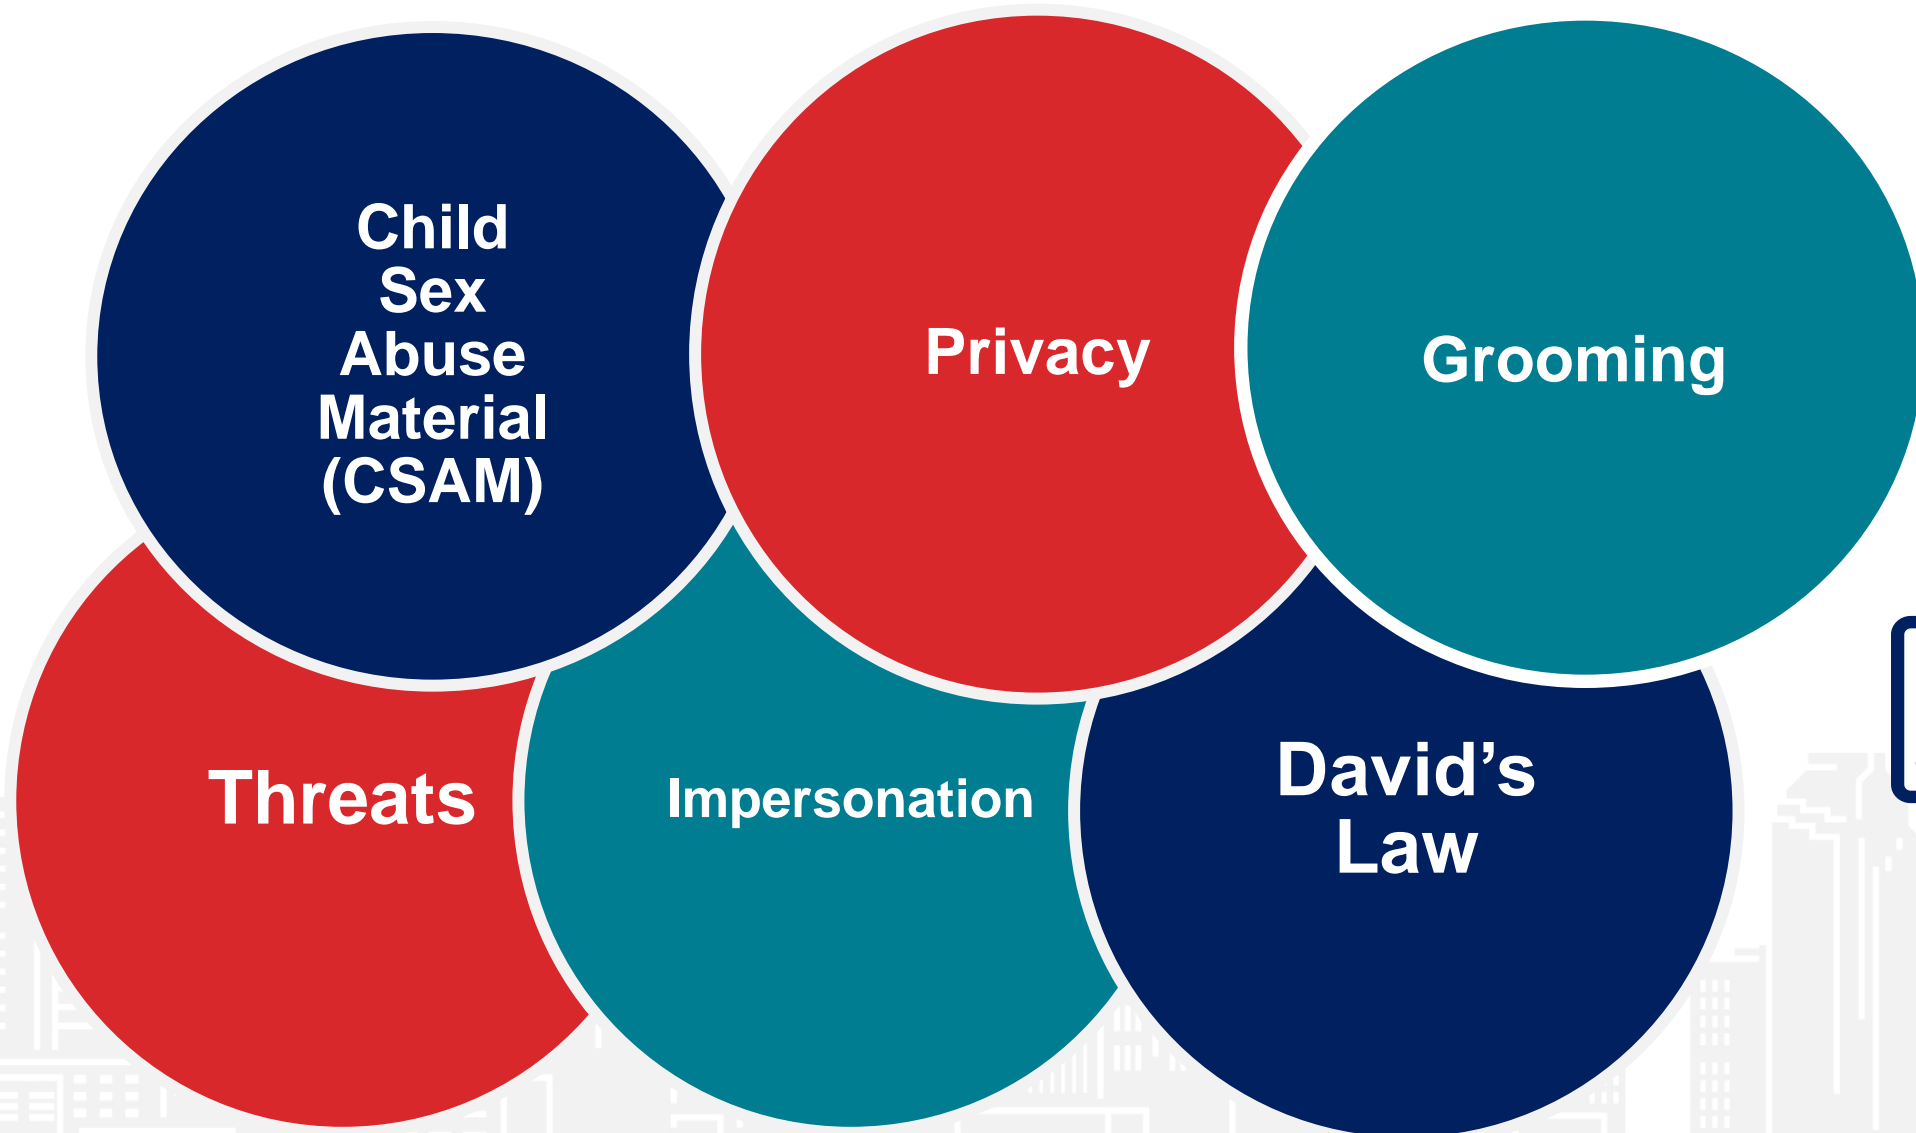 Child
Sex
Abuse
Material
(CSAM)
Privacy
Grooming
Threats
Impersonation
David’s
Law